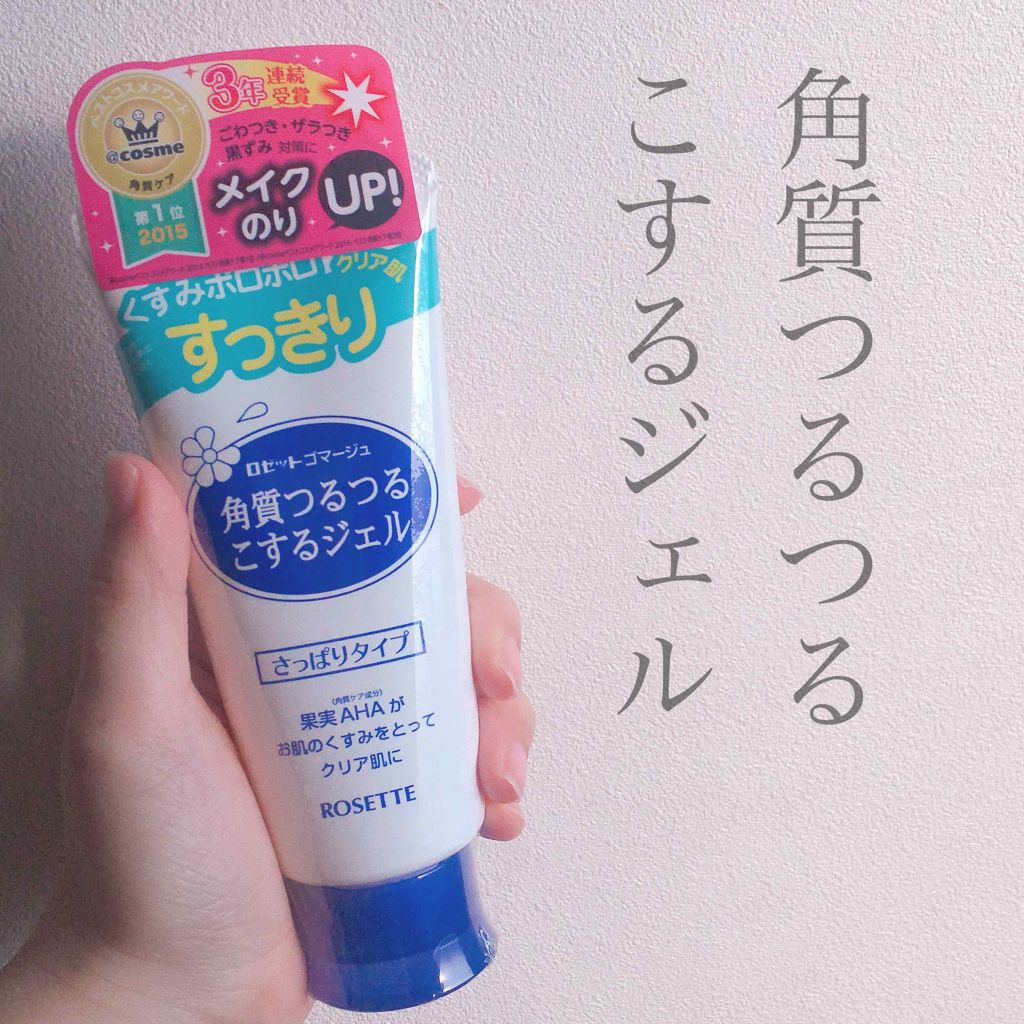 角質つるつる
こするジェル
ベストコスメアワード
@cosme
角質ケア
第1位
2015
3年連続受賞
ごわつき・ザラつき
黒ずみ 対策に
メイク
のり
UP!
くすみポロポロ クリア肌
すっきり
ロゼットゴマージュ
角質つるつる
こするジェル
さっぱりタイプ
(角質ケア成分)
果実AHAが
お肌のくすみをとって
クリア肌に
ROSETTE